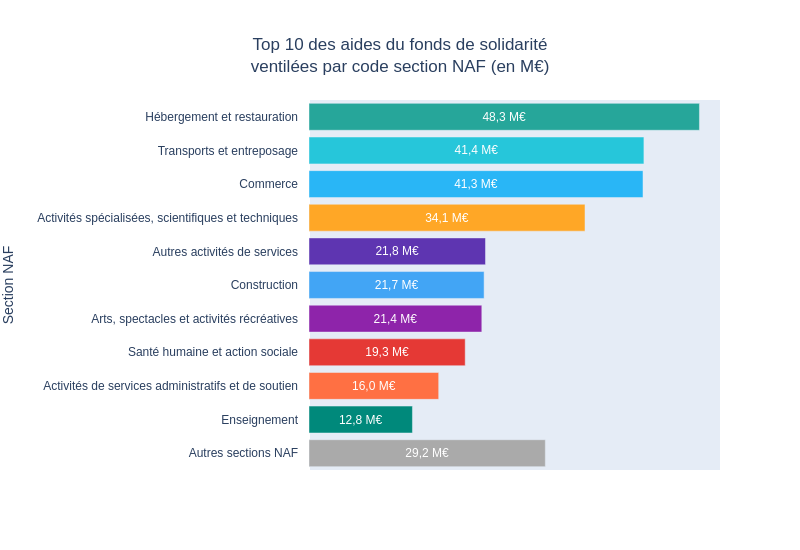 Top 10 des aides du fonds de solidarité
ventilées par code section NAF (en M€)
Section NAF
Hébergement et restauration 48,3 M€
Transports et entreposage 41,4 M€
Commerce 41,3 M€
Activités spécialisées, scientifiques et techniques 34,1 M€
Autres activités de services 21,8 M€
Construction 21,7 M€
Arts, spectacles et activités récréatives 21,4 M€
Santé humaine et action sociale 19,3 M€
Activités de services administratifs et de soutien 16,0 M€
Enseignement 12,8 M€
Autres sections NAF 29,2 M€